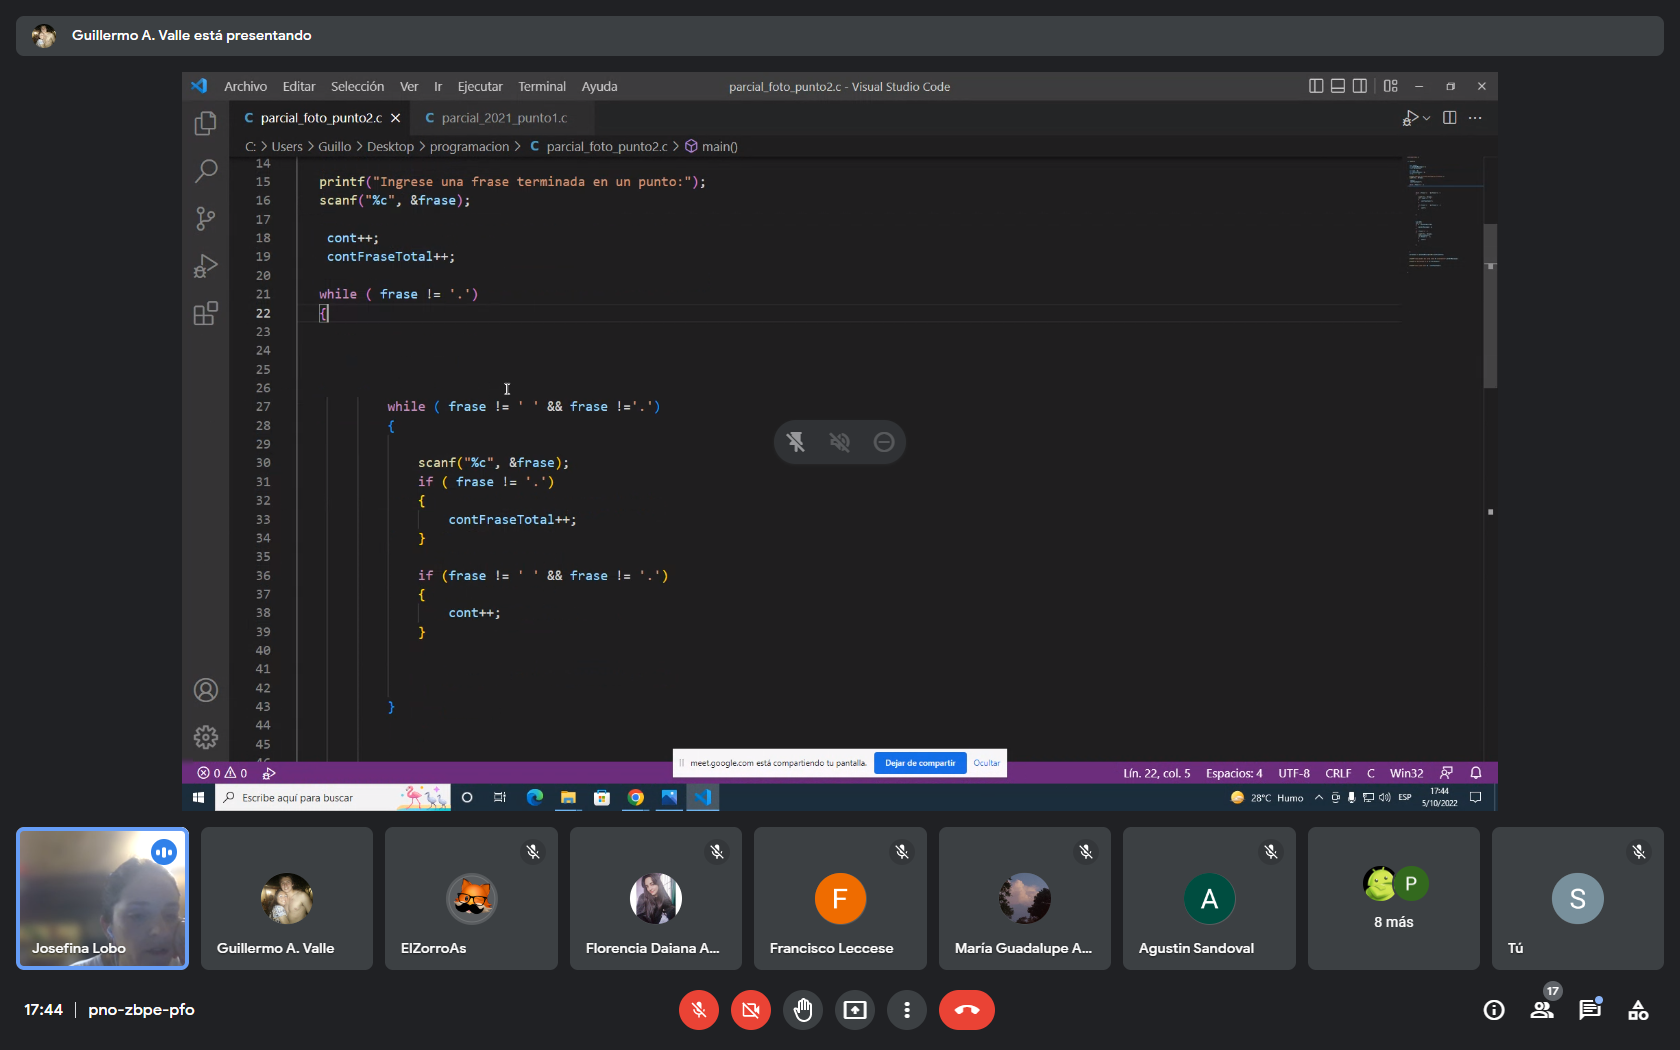 Guillermo A. Valle está presentando
Archivo Editar Selección Ver Ir Ejecutar Terminal Ayuda parcial_foto_punto2.c - Visual Studio Code
C parcial_foto_punto2.c C parcial_2021_punto1.c
C: > Users > Guillo > Desktop > programacion > C parcial_foto_punto2.c > main()
14
15 printf("Ingrese una frase terminada en un punto:");
16 scanf("%c", &frase);
17
18 cont++;
19 contFraseTotal++;
20
21 while ( frase != '.')
22 {
23
24
25
26
27 while ( frase != ' ' && frase !='.')
28 {
29
30 scanf("%c", &frase);
31 if ( frase != '.')
32 {
33 contFraseTotal++;
34 }
35
36 if (frase != ' ' && frase != '.')
37 {
38 cont++;
39 }
40
41
42
43 }
44
45
meet.google.com está compartiendo tu pantalla. Dejar de compartir Ocultar
0 0 Lín. 22, col. 5 Espacios: 4 UTF-8 CRLF C Win32
Escribe aquí para buscar 28°C Humo ESP 17:44
5/10/2022
F A P S
8 más
Josefina Lobo Guillermo A. Valle ElZorroAs Florencia Daiana A... Francisco Leccese María Guadalupe A... Agustin Sandoval Tú
17:44 | pno-zbpe-pfo 17